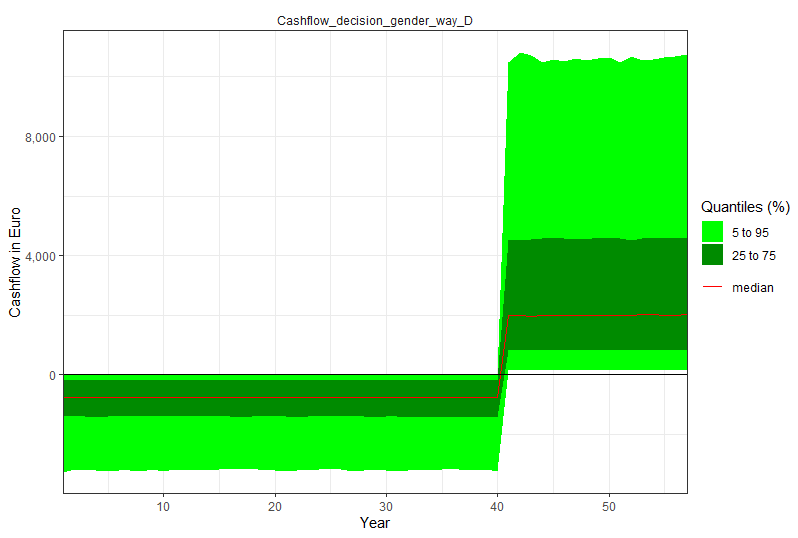 Cashflow_decision_gender_way_D
Cashflow in Euro
8,000
4,000
0
10
20
30
40
50
Year
Quantiles (%)
5 to 95
25 to 75
median